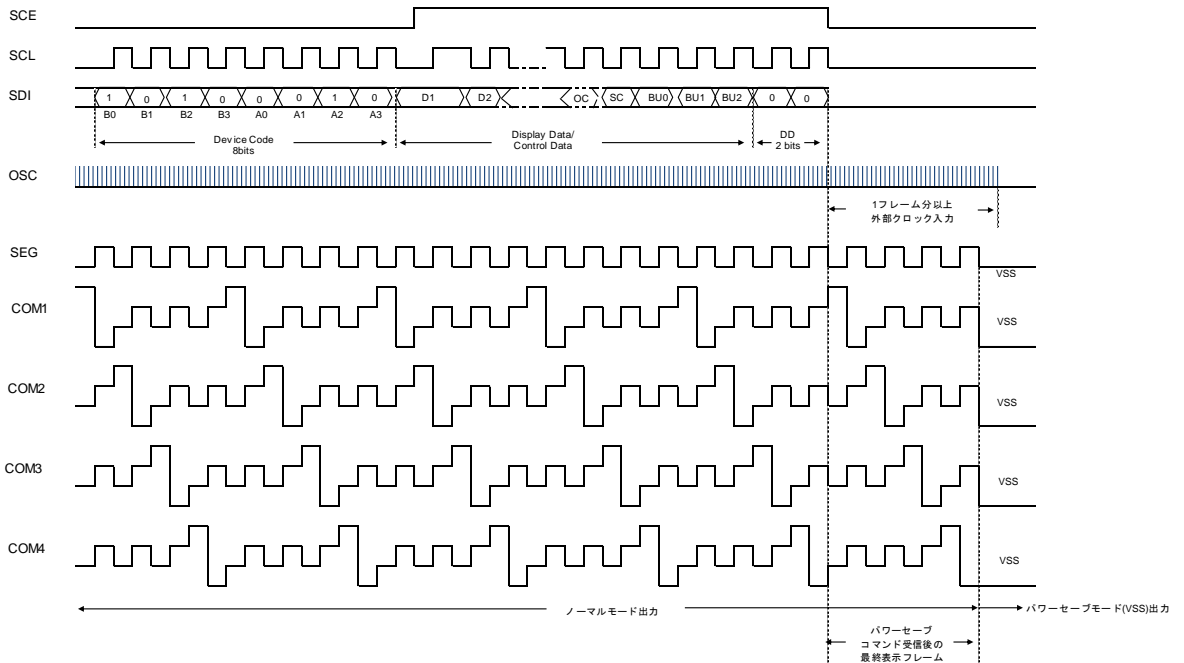 SCE
SCL
SDI
1 0 1 0 0 0 1 0 D1 D2 OC SC BU0 BU1 BU2 0 0
B0 B1 B2 B3 A0 A1 A2 A3
Device Code
8bits
Display Data/
Control Data
DD
2 bits
OSC
1フレーム分以上
外部クロック入力
SEG
VSS
COM1
VSS
COM2
VSS
COM3
VSS
COM4
VSS
ノーマルモード出力
パワーセーブモード(VSS)出力
パワーセーブ
コマンド受信後の
最終表示フレーム